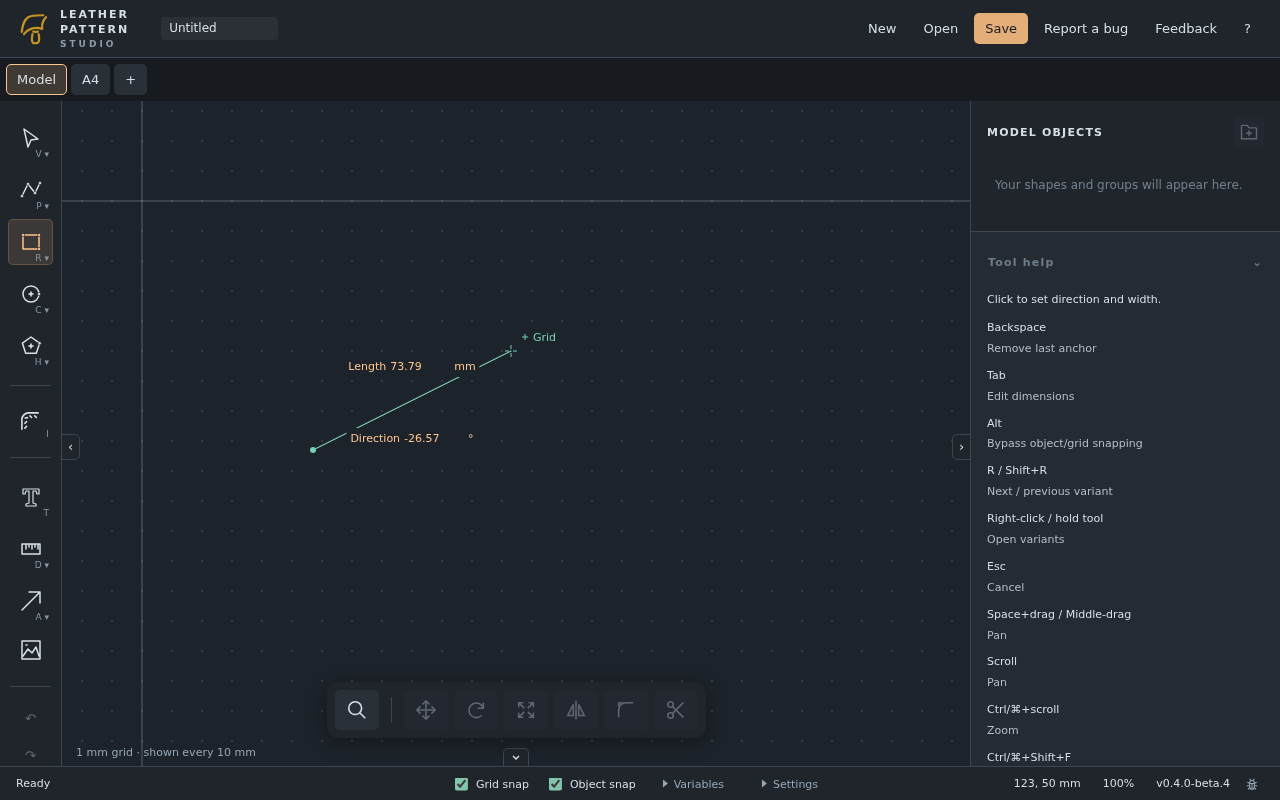 LEATHER
PATTERN
STUDIO
Untitled
New
Open
Save
Report a bug
Feedback
?
Model
A4
+
V
P
R
C
H
I
T
D
A
+ Grid
Length 73.79 mm
Direction -26.57 °
1 mm grid · shown every 10 mm
MODEL OBJECTS
Your shapes and groups will appear here.
Tool help
Click to set direction and width.
Backspace
Remove last anchor
Tab
Edit dimensions
Alt
Bypass object/grid snapping
R / Shift+R
Next / previous variant
Right-click / hold tool
Open variants
Esc
Cancel
Space+drag / Middle-drag
Pan
Scroll
Pan
Ctrl/⌘+scroll
Zoom
Ctrl/⌘+Shift+F
Ready
Grid snap
Object snap
Variables
Settings
123, 50 mm
100%
v0.4.0-beta.4